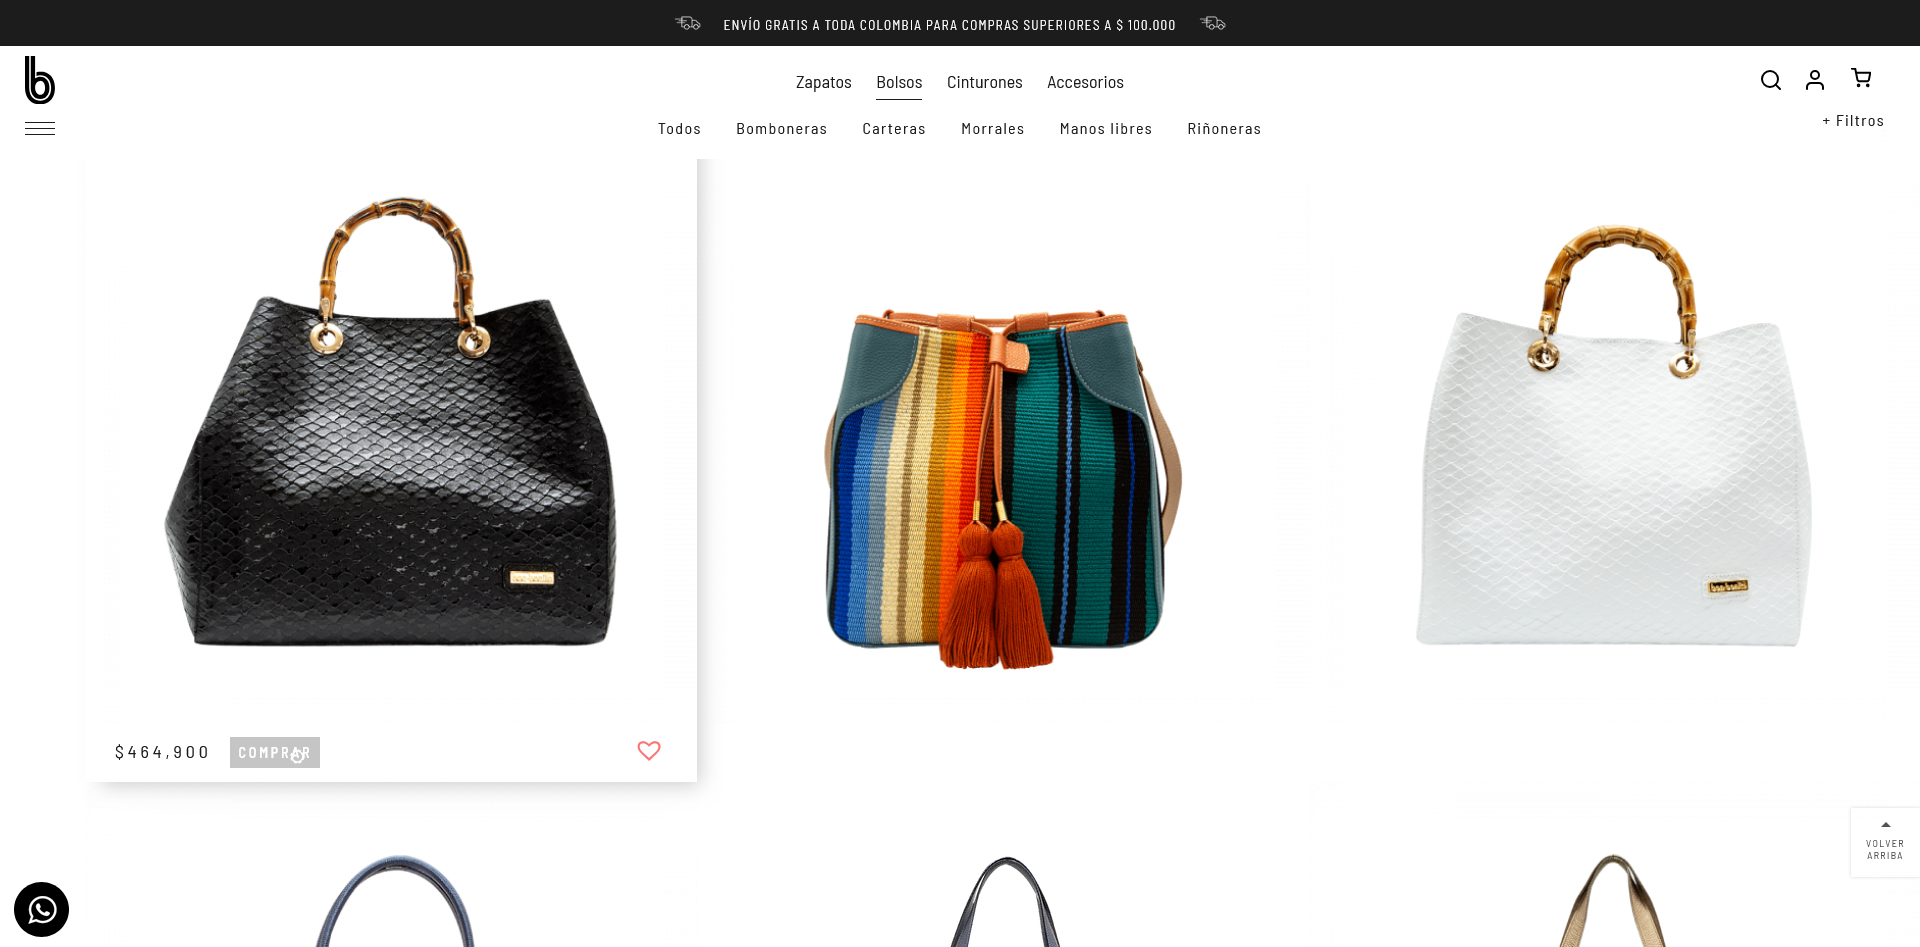 ENVÍO GRATIS A TODA COLOMBIA PARA COMPRAS SUPERIORES A $ 100.000
b
Zapatos Bolsos Cinturones Accesorios
Todos Bomboneras Carteras Morrales Manos libres Riñoneras
+ Filtros
$464,900 COMPRAR
VOLVER
ARRIBA